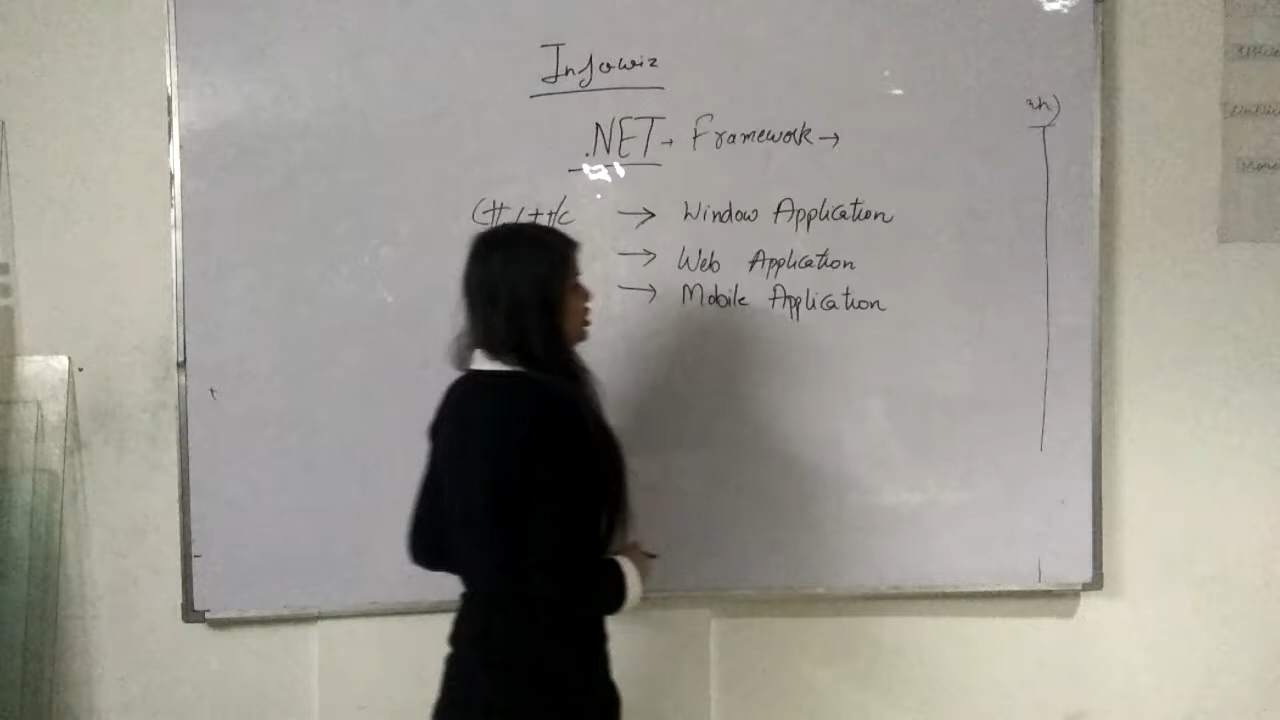 Infowiz
.NET → Framework →
→ Window Application
→ Web Application
→ Mobile Application